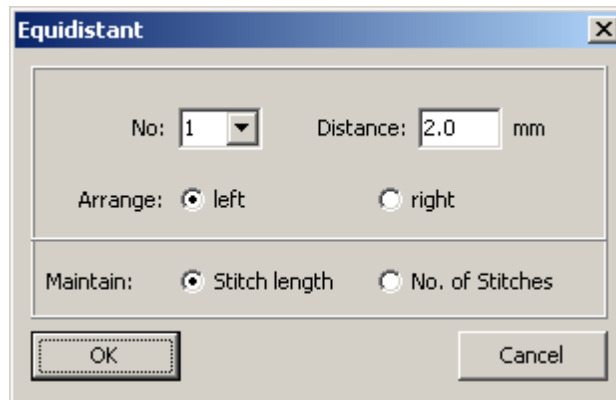 Equidistant
No: 1 Distance: 2.0 mm
Arrange: left right
Maintain: Stitch length No. of Stitches
OK Cancel